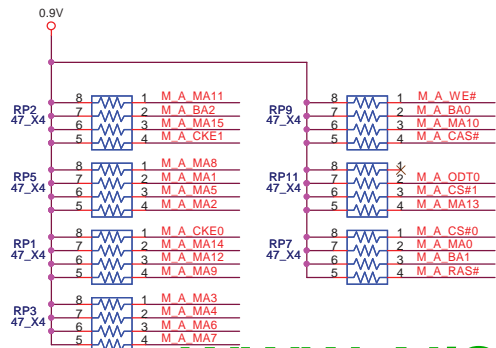 0.9V
RP2
47_X4
8 1 M_A_MA11
7 2 M_A_BA2
6 3 M_A_MA15
5 4 M_A_CKE1
RP5
47_X4
8 1 M_A_MA8
7 2 M_A_MA1
6 3 M_A_MA5
5 4 M_A_MA2
RP1
47_X4
8 1 M_A_CKE0
7 2 M_A_MA14
6 3 M_A_MA12
5 4 M_A_MA9
RP3
47_X4
8 1 M_A_MA3
7 2 M_A_MA4
6 3 M_A_MA6
5 4 M_A_MA7
RP9
47_X4
8 1 M_A_WE#
7 2 M_A_BA0
6 3 M_A_MA10
5 4 M_A_CAS#
RP11
47_X4
8 1
7 2 M_A_ODT0
6 3 M_A_CS#1
5 4 M_A_MA13
RP7
47_X4
8 1 M_A_CS#0
7 2 M_A_MA0
6 3 M_A_BA1
5 4 M_A_RAS#